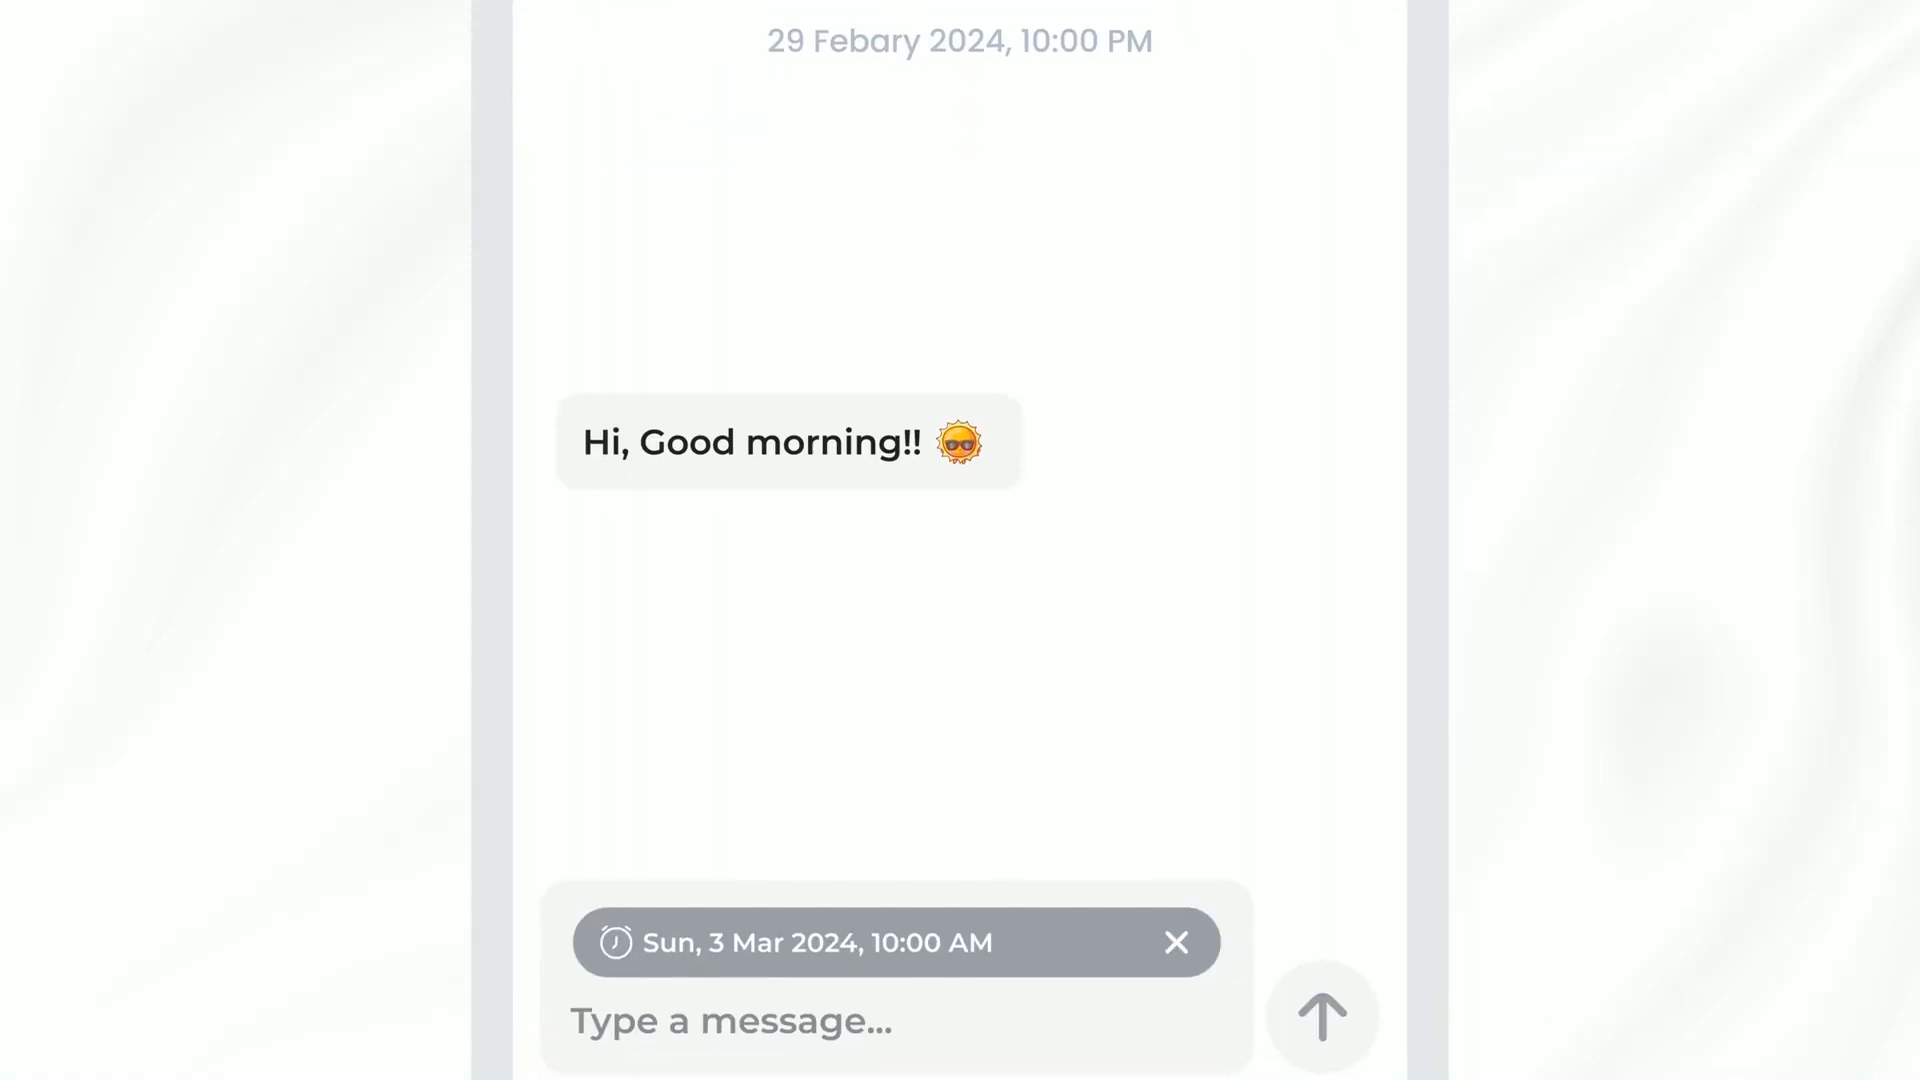 29 Febary 2024, 10:00 PM
Hi, Good morning!!
Sun, 3 Mar 2024, 10:00 AM
Type a message...